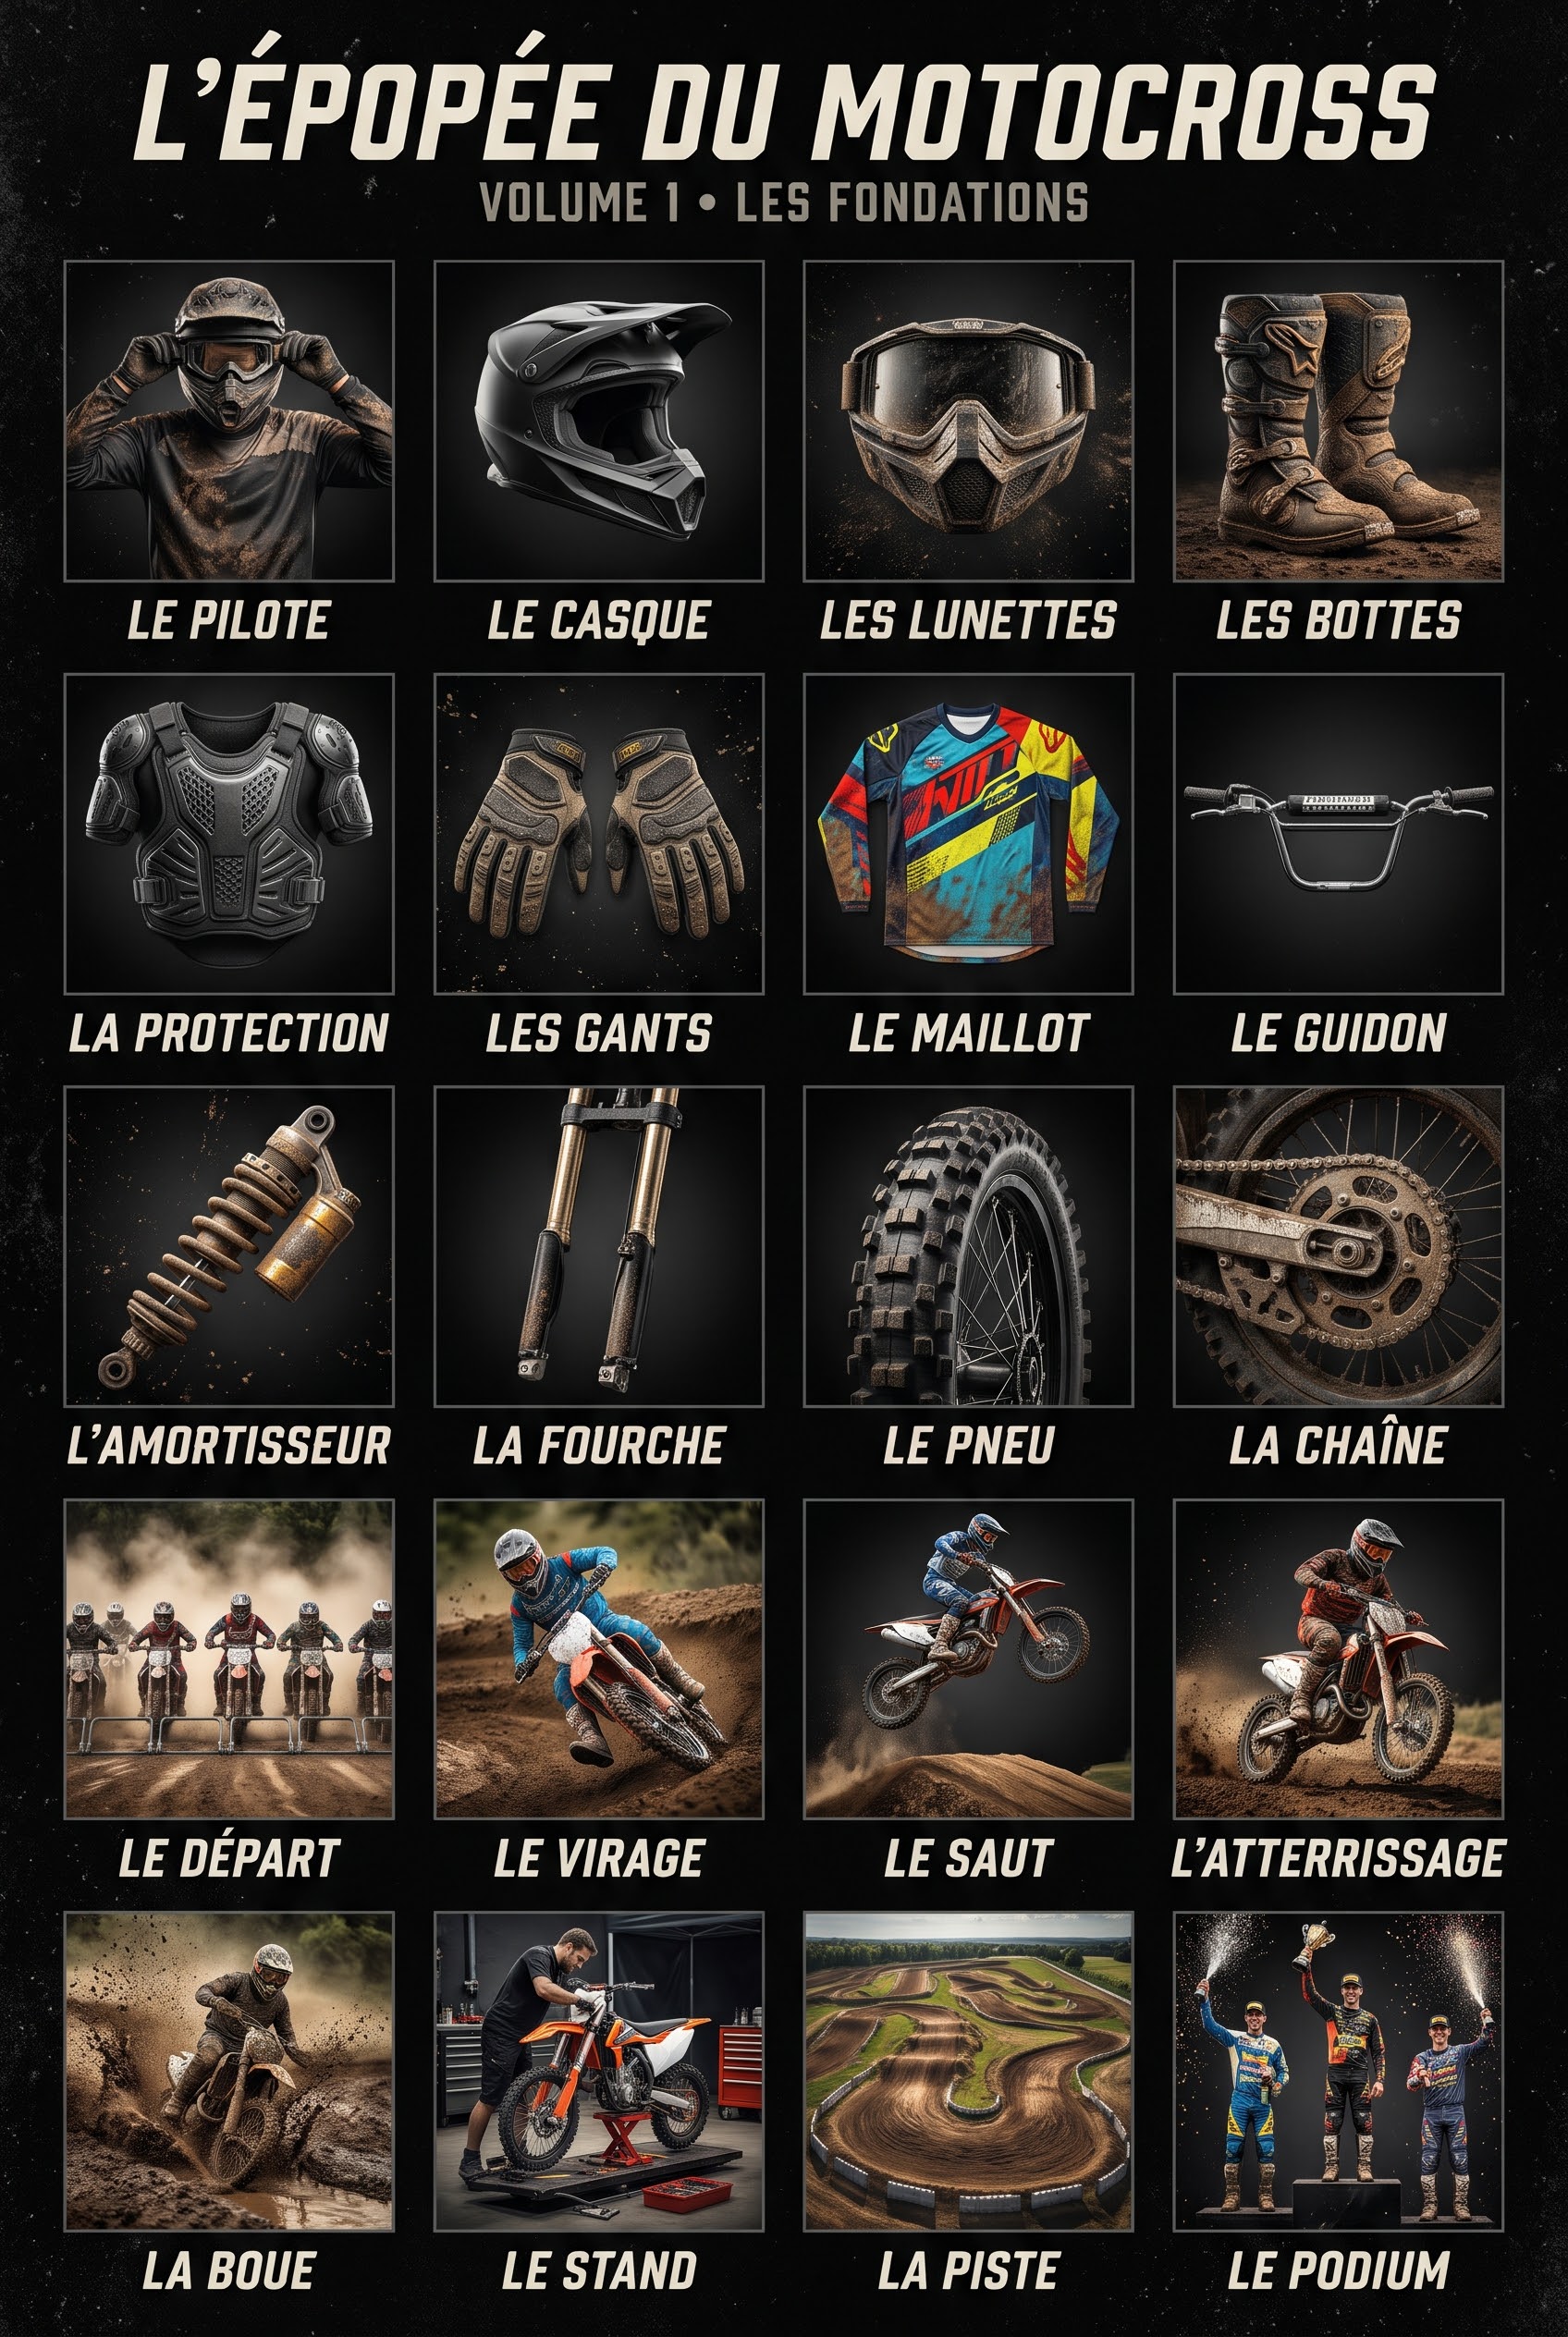 L'ÉPOPÉE DU MOTOCROSS
VOLUME 1 • LES FONDATIONS
LE PILOTE
LE CASQUE
LES LUNETTES
LES BOTTES
LA PROTECTION
LES GANTS
LE MAILLOT
LE GUIDON
L'AMORTISSEUR
LA FOURCHE
LE PNEU
LA CHAÎNE
LE DÉPART
LE VIRAGE
LE SAUT
L'ATTERRISSAGE
LA BOUE
LE STAND
LA PISTE
LE PODIUM